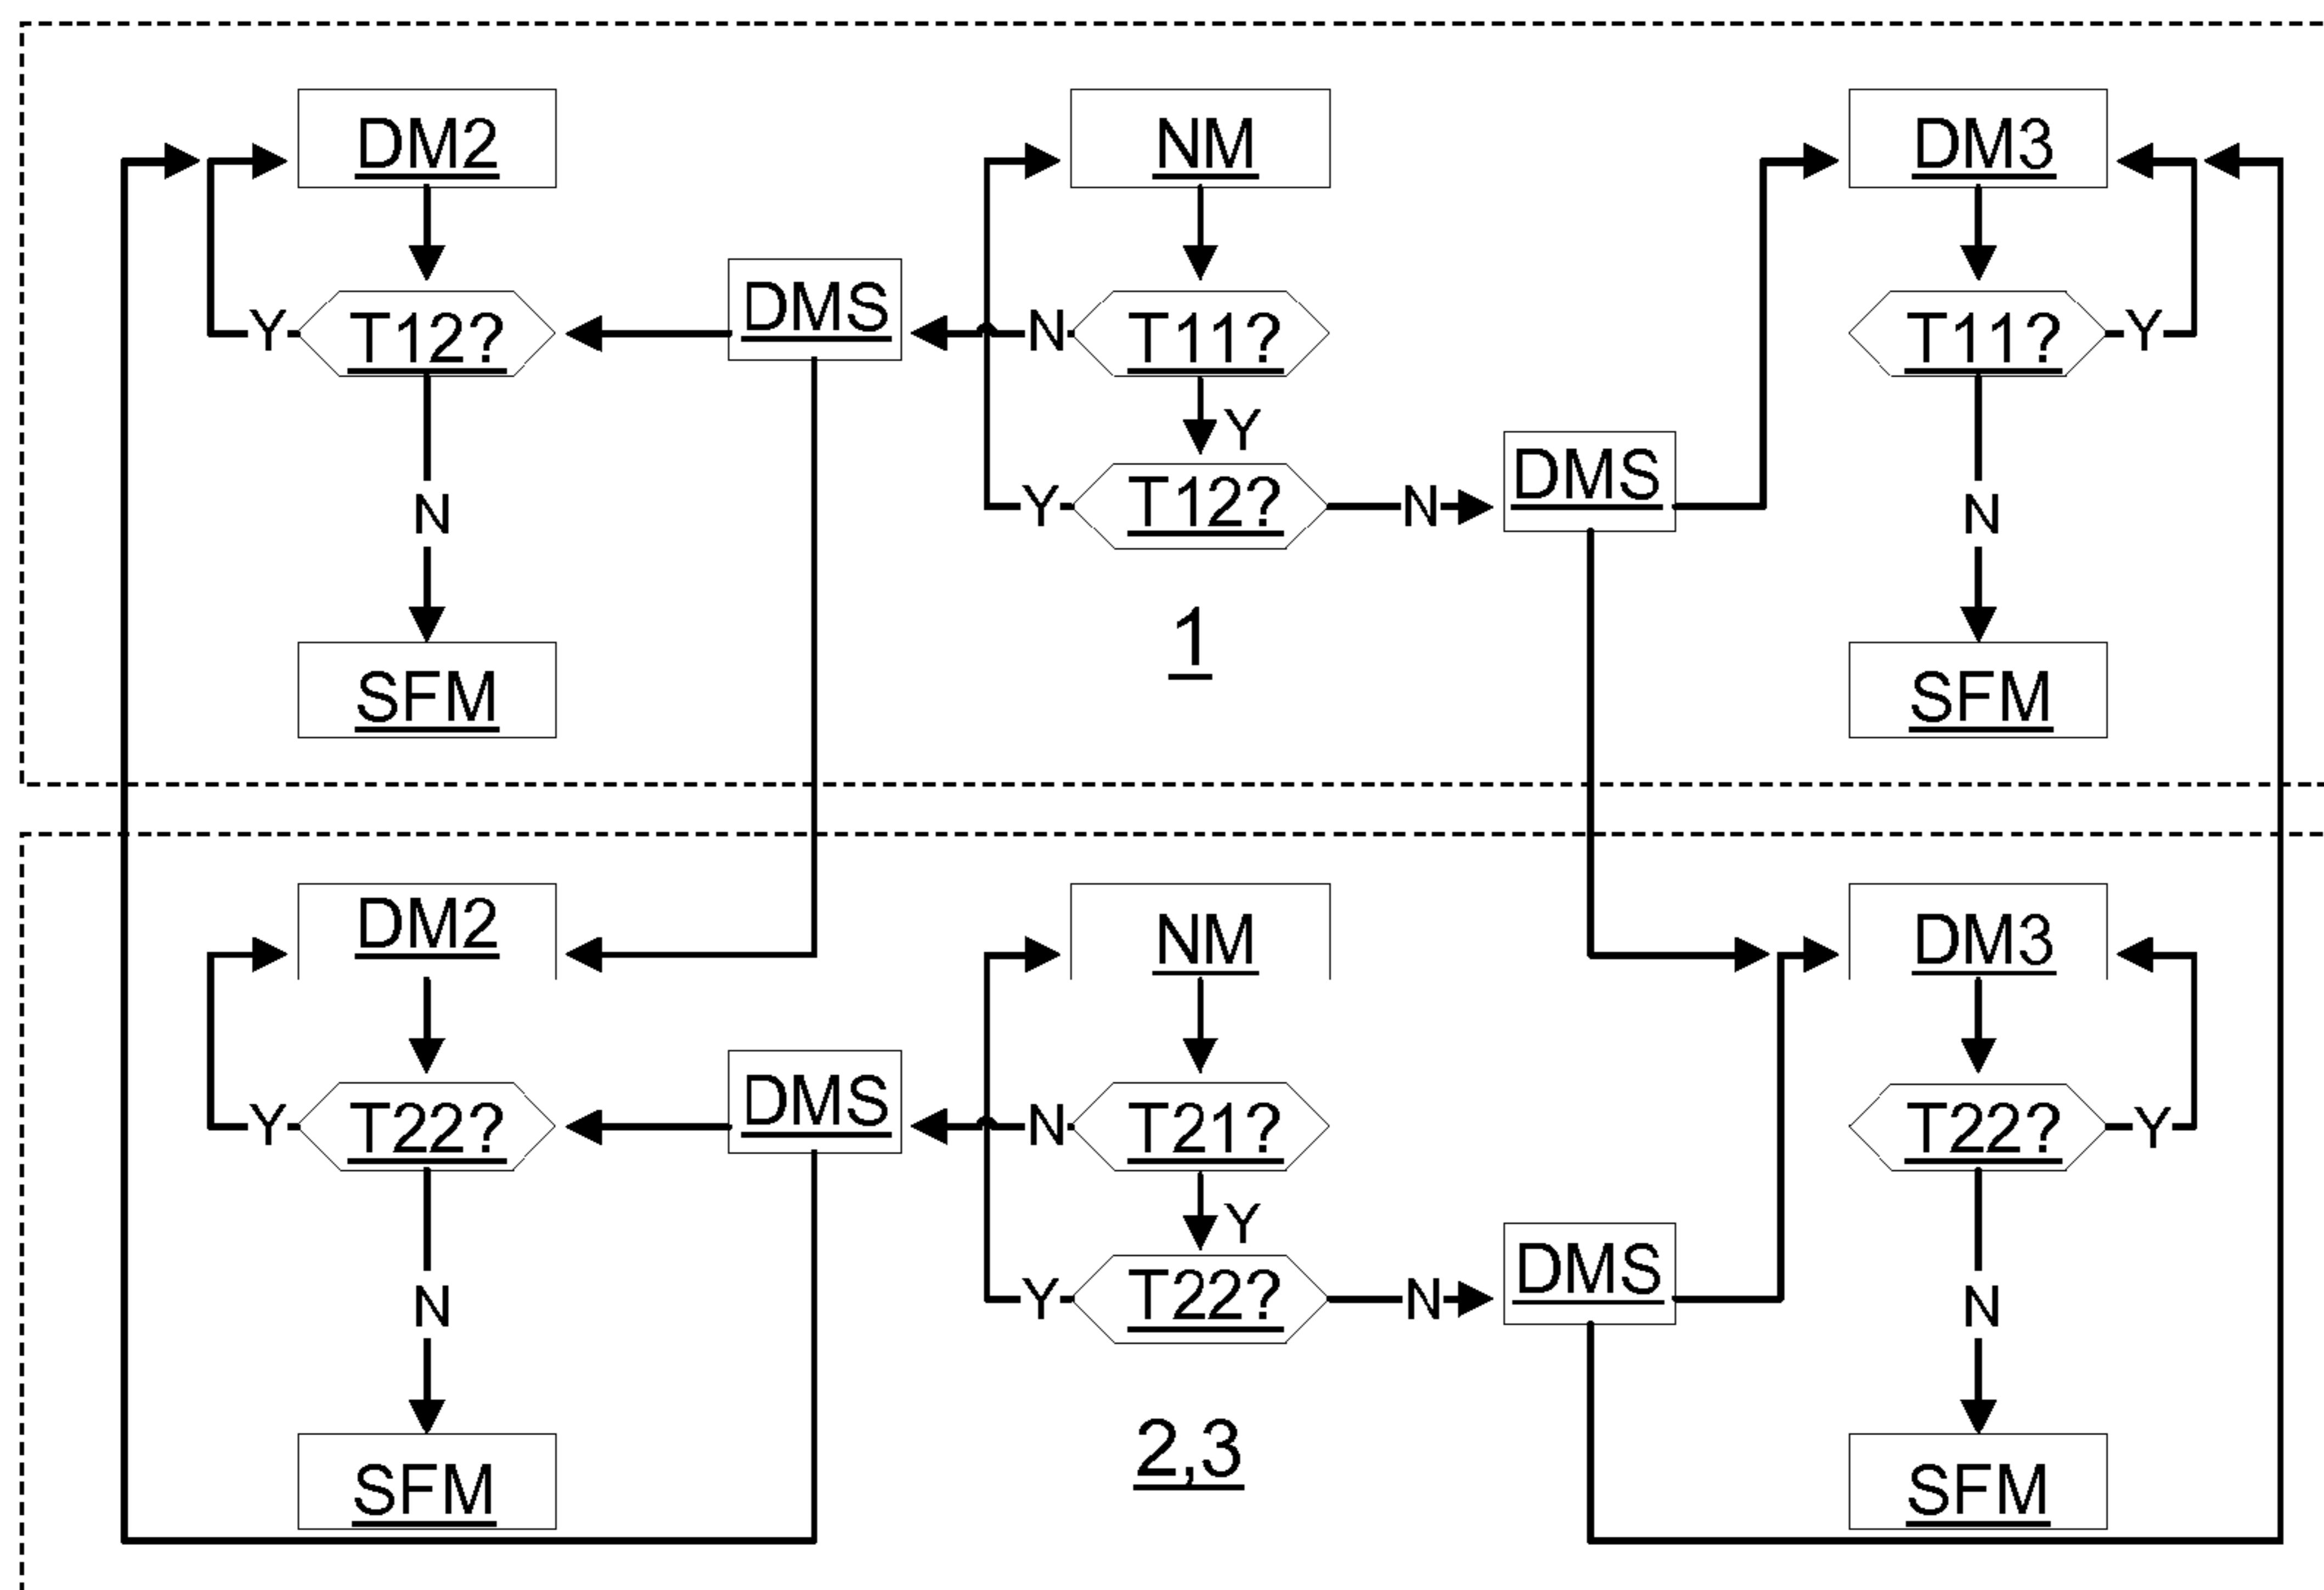 DM2 NM DM3
DMS
Y T12? N T11? T11? Y
Y
DMS
Y T12? N
N N
1
SFM SFM
DM2 NM DM3
DMS
Y T22? N T21? T22? Y
Y
DMS
Y T22? N
N N
2,3
SFM SFM